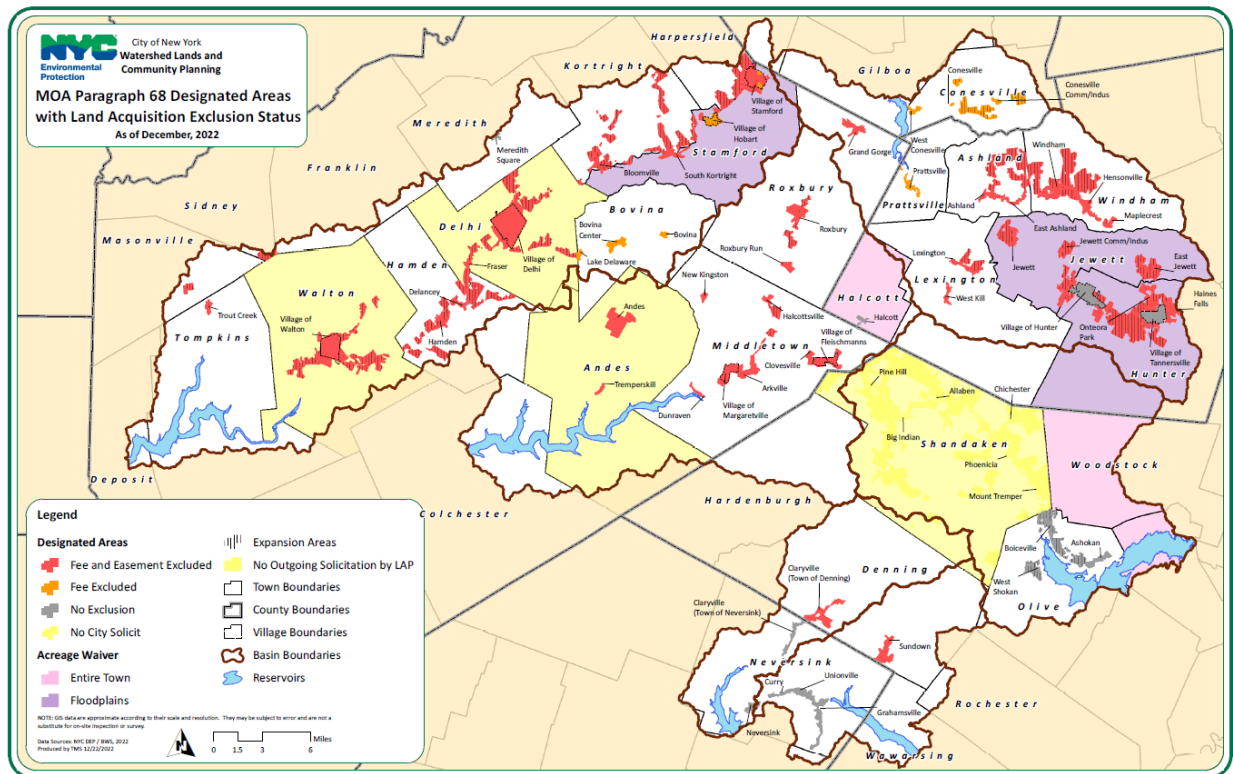 NYC
Environmental
Protection
City of New York
Watershed Lands and
Community Planning
MOA Paragraph 68 Designated Areas
with Land Acquisition Exclusion Status
As of December, 2022
Harpersfield
Kortright
Meredith
Franklin
Sidney
Masonville
Gilboa
Conesville
Conesville
Conesville
Comm/Indus
Village of
Stamford
Village of
Hobart
Stamford
Meredith
Square
Bloomville
South Kortright
Grand Gorge
West
Conesville
Prattsville
Prattsville
Ashland
Ashland
Windham
Hensonville
Windham
Maplecrest
East Ashland
Roxbury
Roxbury
Roxbury Run
Bovina
Bovina
Center
Bovina
Lake Delaware
Delhi
Village of
Delhi
Fraser
Hamden
Delancey
Hamden
Walton
Village of
Walton
Trout Creek
Tompkins
New Kingston
Andes
Andes
Tremperskill
Halcottsville
Middletown
Village of
Fleischmanns
Clovesville
Arkville
Village of
Margaretville
Dunraven
Halcott
Halcott
Lexington
Lexington
West Kill
Jewett
Jewett Comm/Indus
Jewett
East
Jewett
Haines
Falls
Village of Hunter
Onteora
Park
Village of
Tannersville
Hunter
Pine Hill
Allaben
Chichester
Big Indian
Shandaken
Phoenicia
Mount Tremper
Woodstock
Boiceville
Ashokan
West
Shokan
Olive
Deposit
Colchester
Hardenburgh
Denning
Claryville
(Town of Denning)
Claryville
(Town of Neversink)
Sundown
Neversink
Curry
Unionville
Grahamsville
Neversink
Rochester
Wawarsing
Legend
Designated Areas
Fee and Easement Excluded
Fee Excluded
No Exclusion
No City Solicit
Acreage Waiver
Entire Town
Floodplains
Expansion Areas
No Outgoing Solicitation by LAP
Town Boundaries
County Boundaries
Village Boundaries
Basin Boundaries
Reservoirs
NOTE: GIS data are approximate according to their scale and resolution. They may be subject to error and are not a
substitute for on-site inspection or survey.
Data Sources: NYC DEP / BWS, 2022
Produced by TMS 12/22/2022
N
Miles
0 1.5 3 6